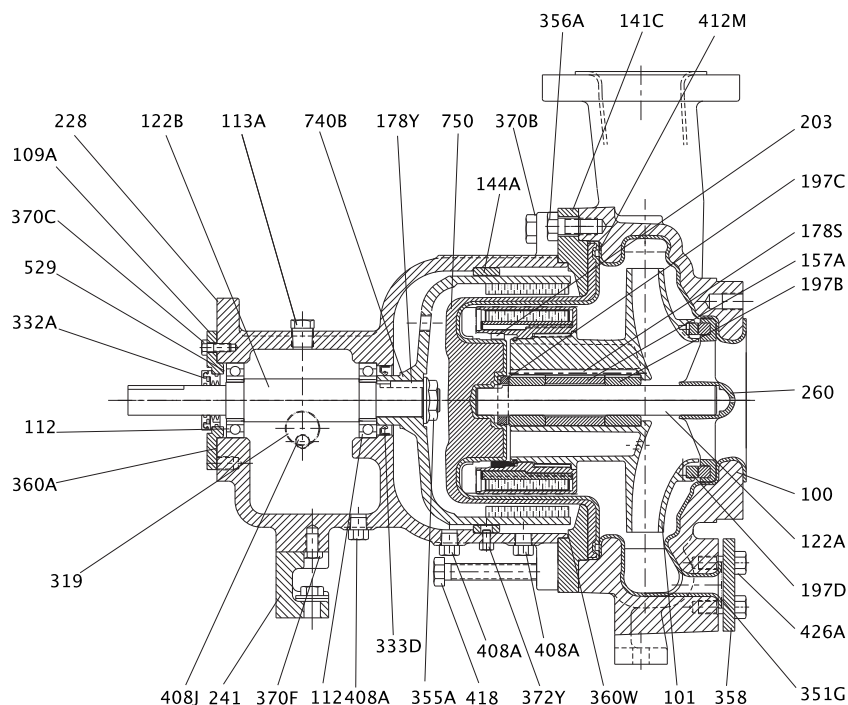 356A 141C 412M
228 122B 113A 740B 178Y 750 370B 203
109A
144A 197C
370C
178S
529
157A
332A
197B
260
112
360A
100
122A
319
197D
333D 408A 408A 426A
408J 241 370F 112 408A 355A 418 372Y 360W 101 358 351G